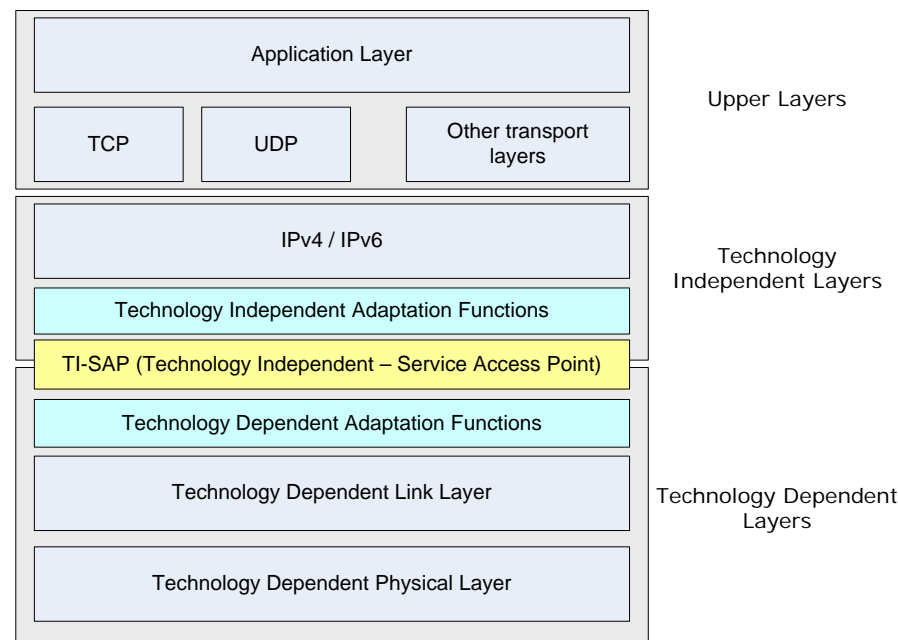 Application Layer
Upper Layers
TCP
UDP
Other transport
layers
IPv4 / IPv6
Technology
Independent Layers
Technology Independent Adaptation Functions
TI-SAP (Technology Independent – Service Access Point)
Technology Dependent Adaptation Functions
Technology Dependent Link Layer
Technology Dependent
Layers
Technology Dependent Physical Layer